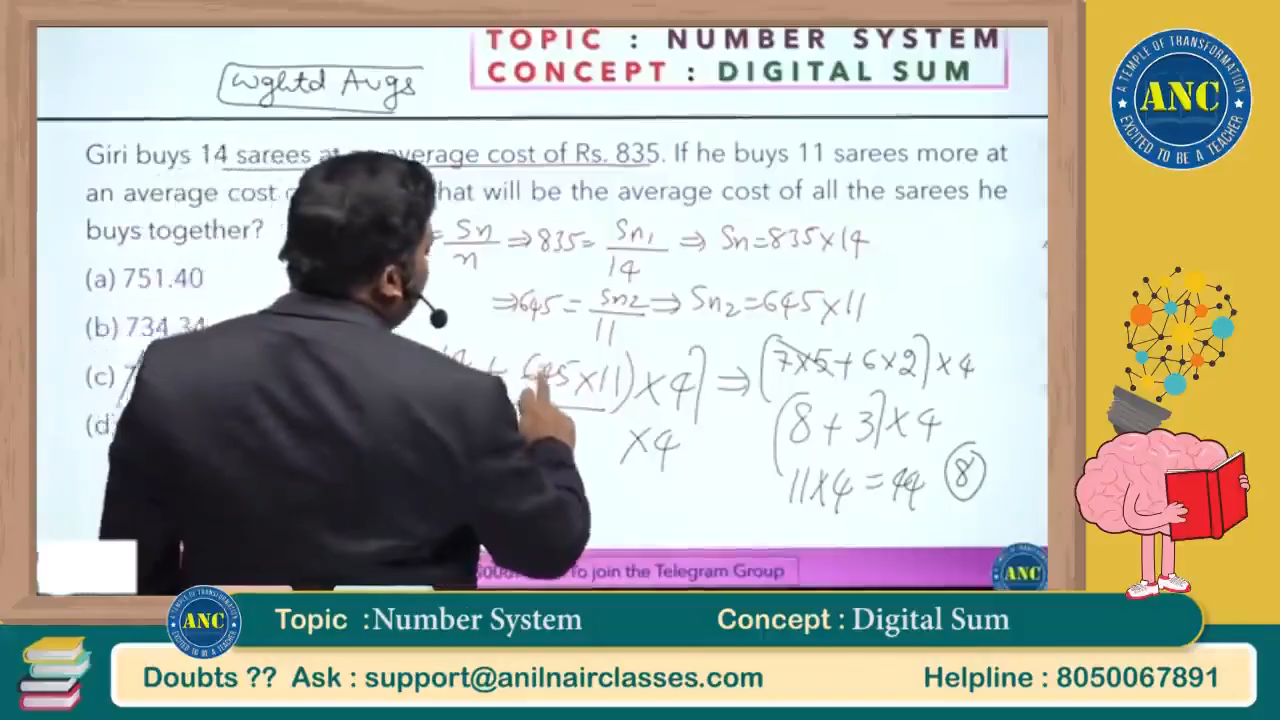 TOPIC : NUMBER SYSTEM
CONCEPT : DIGITAL SUM
Wghtd Avgs
Giri buys 14 sarees average cost of Rs. 835. If he buys 11 sarees more at
an average cost what will be the average cost of all the sarees he
buys together?
= Sn/n ⇒ 835 = Sn₁/14 ⇒ Sn = 835×14
(a) 751.40
⇒ 645 = Sn2/11 ⇒ Sn₂ = 645×11
(b) 734.34
+ 645×11)×4] ⇒ (7×5+6×2)×4
(c)
×4
(8+3)×4
(d)
11×4=44 8
To join the Telegram Group
ANC
A TEMPLE OF TRANSFORMATION
ANC
EXCITED TO BE A TEACHER
ANC
Topic : Number System Concept : Digital Sum
Doubts ?? Ask : support@anilnairclasses.com Helpline : 8050067891